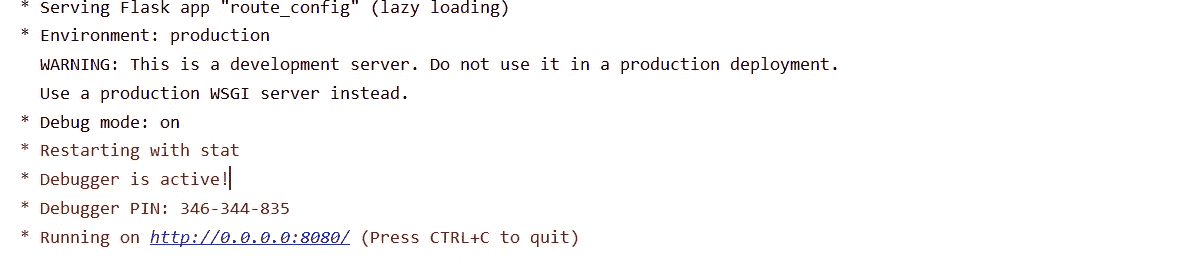 * Serving Flask app "route_config" (lazy loading)
* Environment: production
WARNING: This is a development server. Do not use it in a production deployment.
Use a production WSGI server instead.
* Debug mode: on
* Restarting with stat
* Debugger is active!
* Debugger PIN: 346-344-835
* Running on http://0.0.0.0:8080/ (Press CTRL+C to quit)